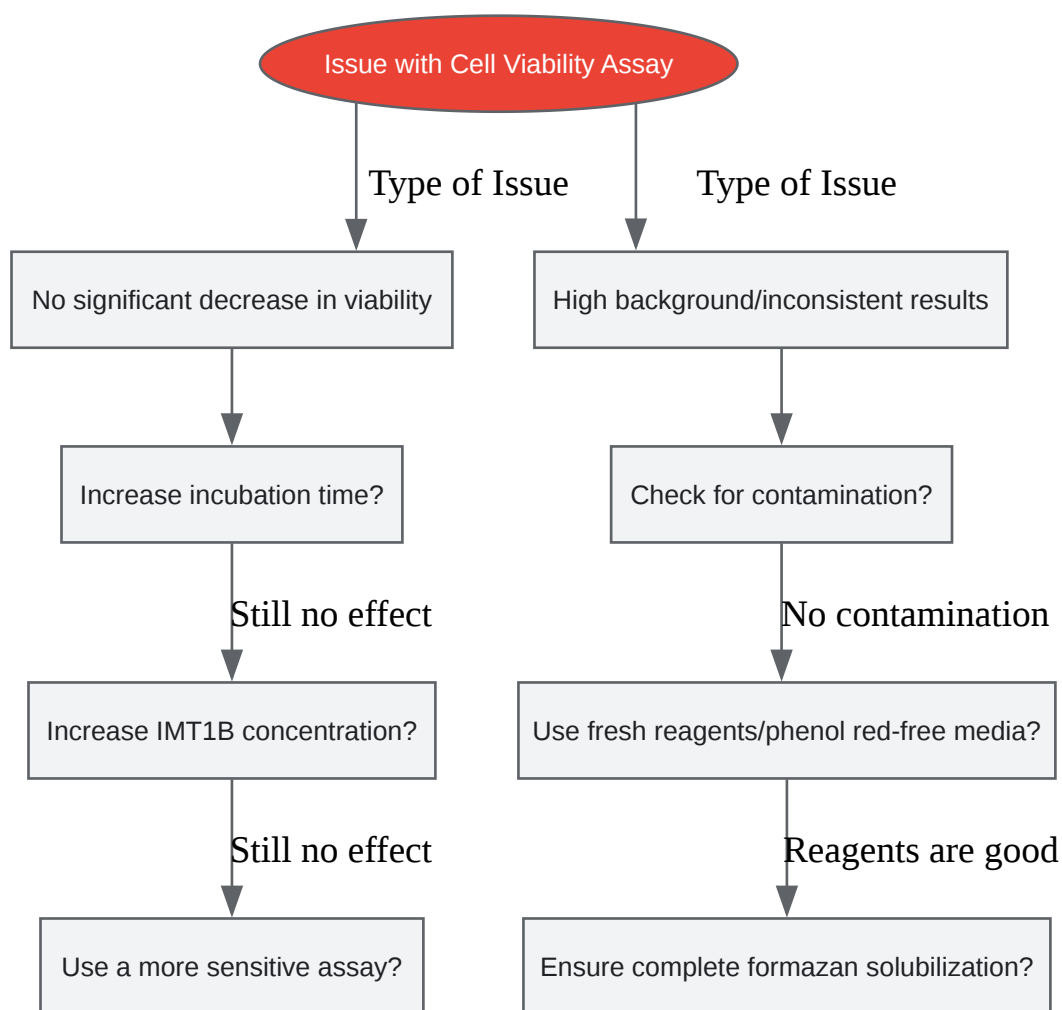 Issue with Cell Viability Assay
Type of Issue
Type of Issue
No significant decrease in viability
High background/inconsistent results
Increase incubation time?
Check for contamination?
Still no effect
No contamination
Increase IMT1B concentration?
Use fresh reagents/phenol red-free media?
Still no effect
Reagents are good
Use a more sensitive assay?
Ensure complete formazan solubilization?